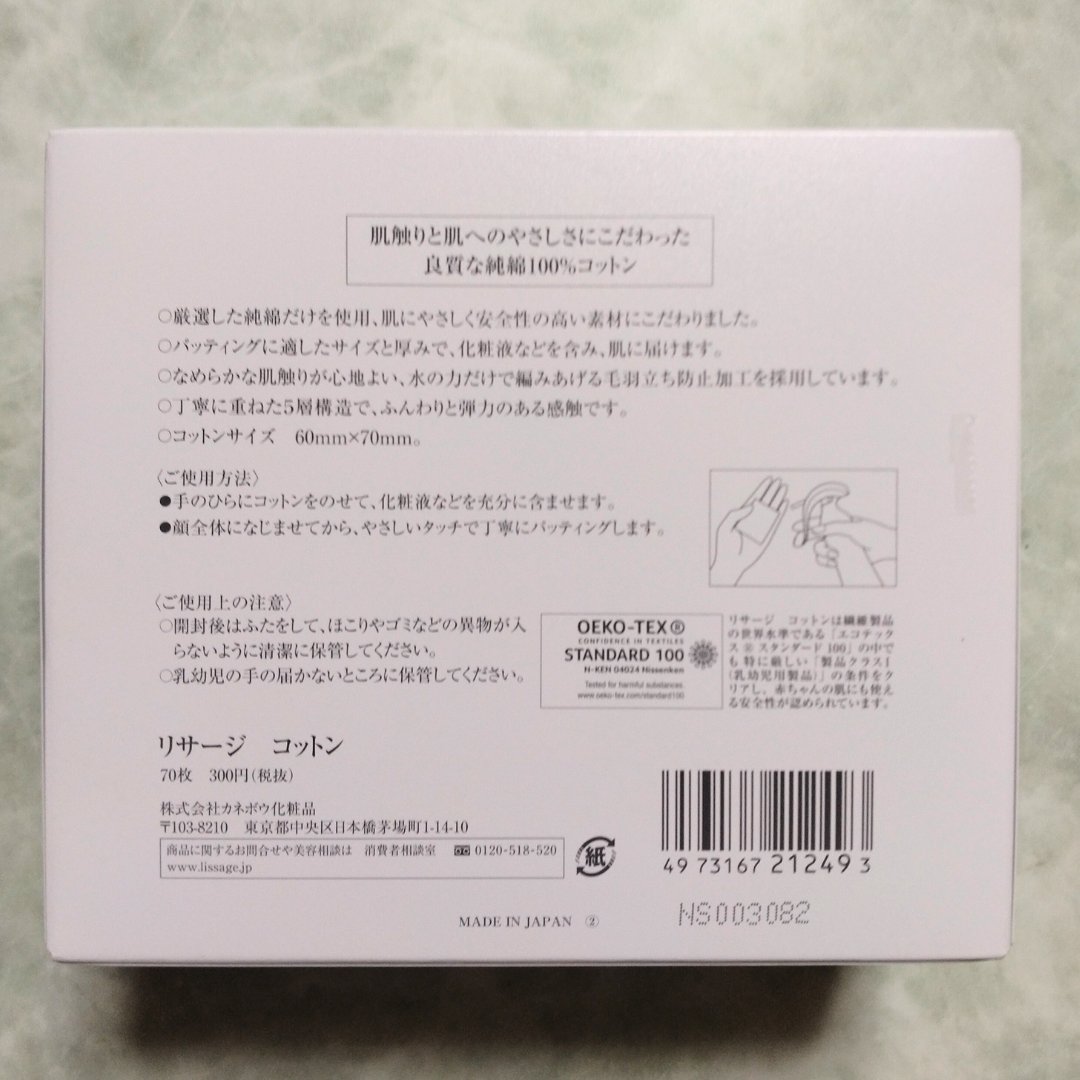 肌触りと肌へのやさしさにこだわった
良質な純綿100%コットン
○厳選した純綿だけを使用、肌にやさしく安全性の高い素材にこだわりました。
○パッティングに適したサイズと厚みで、化粧液などを含み、肌に届けます。
○なめらかな肌触りが心地よい、水の力だけで編みあげる毛羽立ち防止加工を採用しています。
○丁寧に重ねた5層構造で、ふんわりと弾力のある感触です。
○コットンサイズ 60mm×70mm。
〈ご使用方法〉
●手のひらにコットンをのせて、化粧液などを充分に含ませます。
●顔全体になじませてから、やさしいタッチで丁寧にパッティングします。
〈ご使用上の注意〉
○開封後はふたをして、ほこりやゴミなどの異物が入
らないように清潔に保管してください。
○乳幼児の手の届かないところに保管してください。
OEKO-TEX®
CONFIDENCE IN TEXTILES
STANDARD 100
N-KEN 04024 Nissenken
Tested for harmful substances
www.oeko-tex.com/standard100
リサージ コットンは繊維製品
の世界水準である「エコテック
ス®スタンダード100」の中で
も特に厳しい「製品クラスI
(乳幼児用製品)」の条件をク
リアし、赤ちゃんの肌にも使え
る安全性が認められています。
リサージ コットン
70枚 300円(税抜)
株式会社カネボウ化粧品
〒103-8210 東京都中央区日本橋茅場町1-14-10
商品に関するお問合せや美容相談は 消費者相談室 0120-518-520
www.lissage.jp
紙
4973167212493
MADE IN JAPAN ②
NS003082